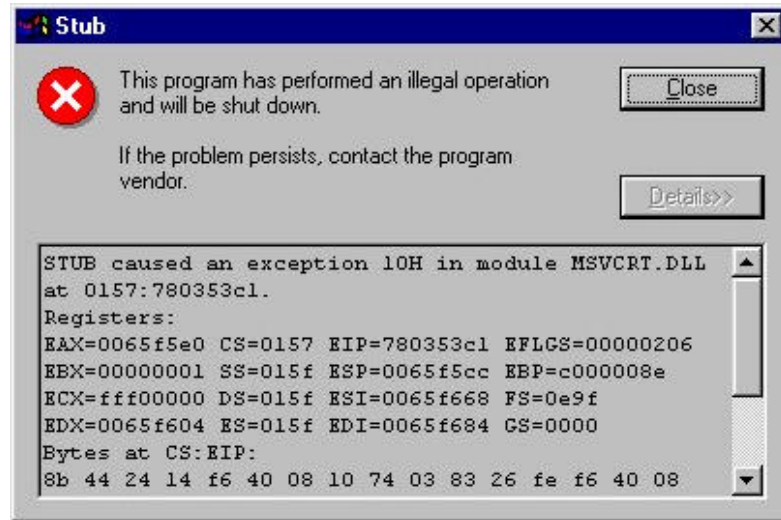 Stub
This program has performed an illegal operation
and will be shut down.
Close
If the problem persists, contact the program
vendor.
Details>>
STUB caused an exception 10H in module MSVCRT.DLL
at 0157:780353c1.
Registers:
EAX=0065f5e0 CS=0157 EIP=780353c1 EFLGS=00000206
EBX=00000001 SS=015f ESP=0065f5cc EBP=c000008e
ECX=fff00000 DS=015f ESI=0065f668 FS=0e9f
EDX=0065f604 ES=015f EDI=0065f684 GS=0000
Bytes at CS:EIP:
8b 44 24 14 f6 40 08 10 74 03 83 26 fe f6 40 08